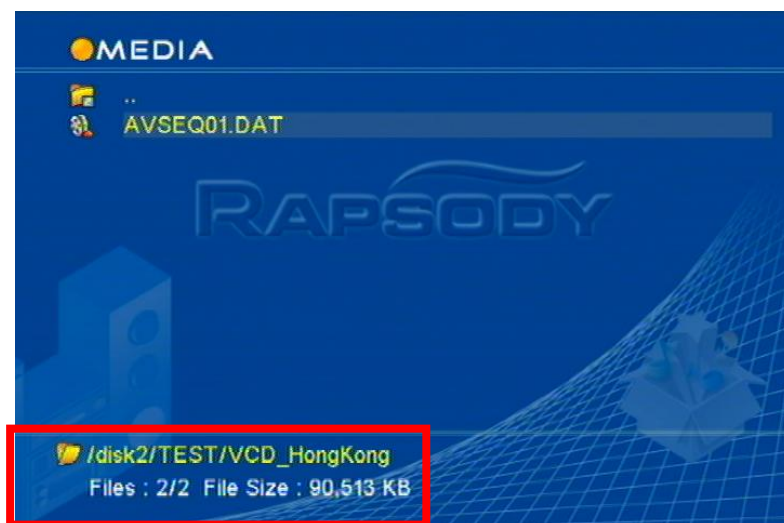 MEDIA
..
AVSEQ01.DAT
RAPSODY
/disk2/TEST/VCD_HongKong
Files : 2/2 File Size : 90,513 KB